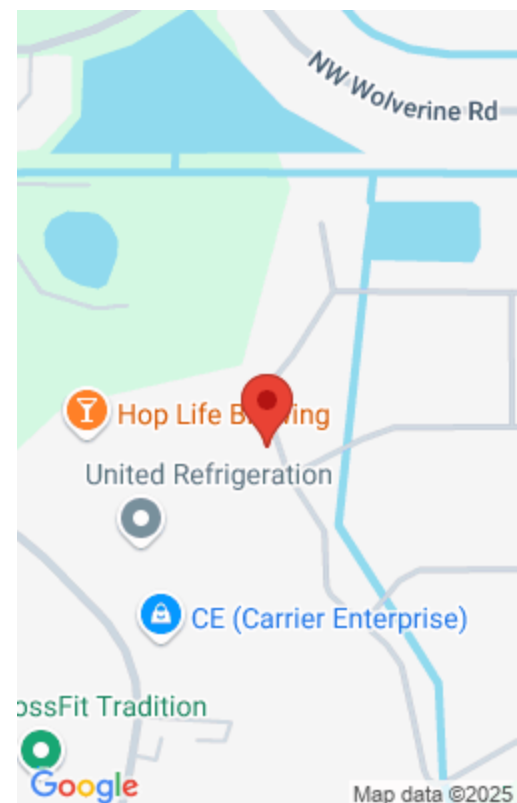 NW Wolverine Rd
Hop Life
United Refrigeration
CE (Carrier Enterprise)
ossFit Tradition
Google
Map data ©2025